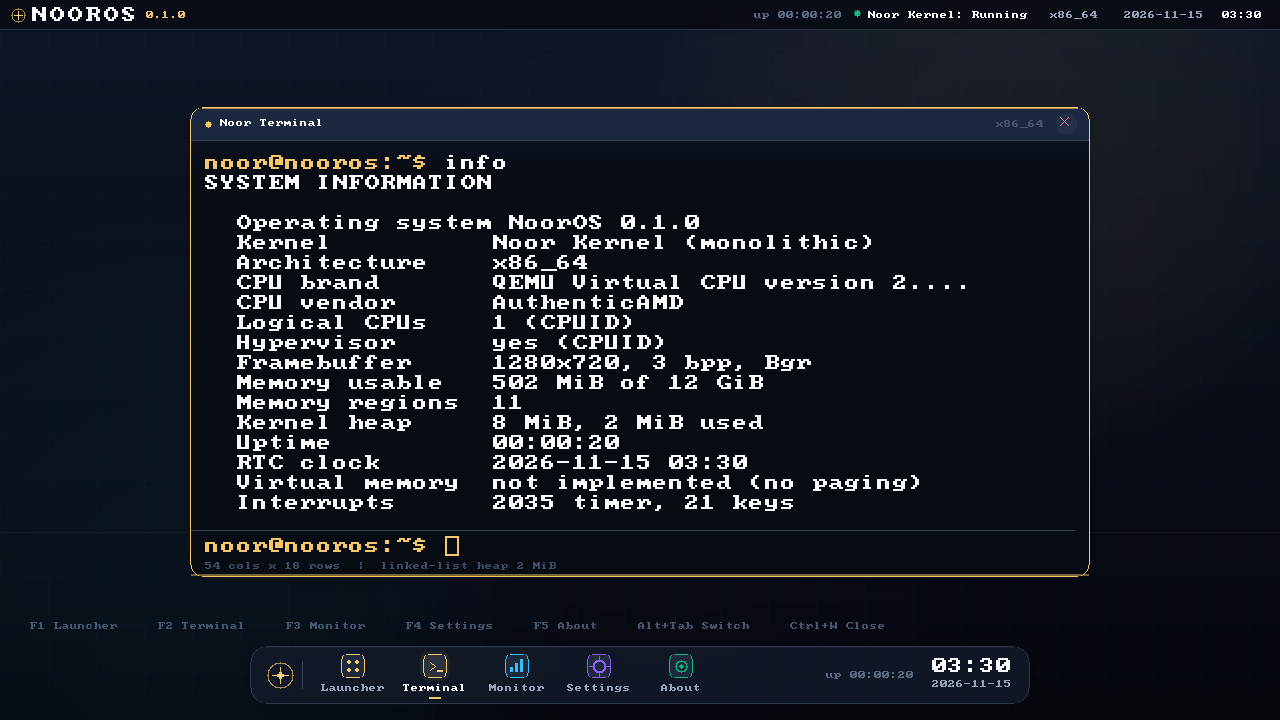 NOOROS 0.1.0 up 00:00:20 Noor Kernel: Running x86_64 2026-11-15 03:30
Noor Terminal x86_64
noor@nooros:~$ info
SYSTEM INFORMATION
Operating system NoorOS 0.1.0
Kernel Noor Kernel (monolithic)
Architecture x86_64
CPU brand QEMU Virtual CPU version 2....
CPU vendor AuthenticAMD
Logical CPUs 1 (CPUID)
Hypervisor yes (CPUID)
Framebuffer 1280x720, 3 bpp, Bgr
Memory usable 502 MiB of 12 GiB
Memory regions 11
Kernel heap 8 MiB, 2 MiB used
Uptime 00:00:20
RTC clock 2026-11-15 03:30
Virtual memory not implemented (no paging)
Interrupts 2035 timer, 21 keys
noor@nooros:~$
54 cols x 18 rows ¦ linked-list heap 2 MiB
F1 Launcher F2 Terminal F3 Monitor F4 Settings F5 About Alt+Tab Switch Ctrl+W Close
Launcher Terminal Monitor Settings About up 00:00:20 03:30
2026-11-15